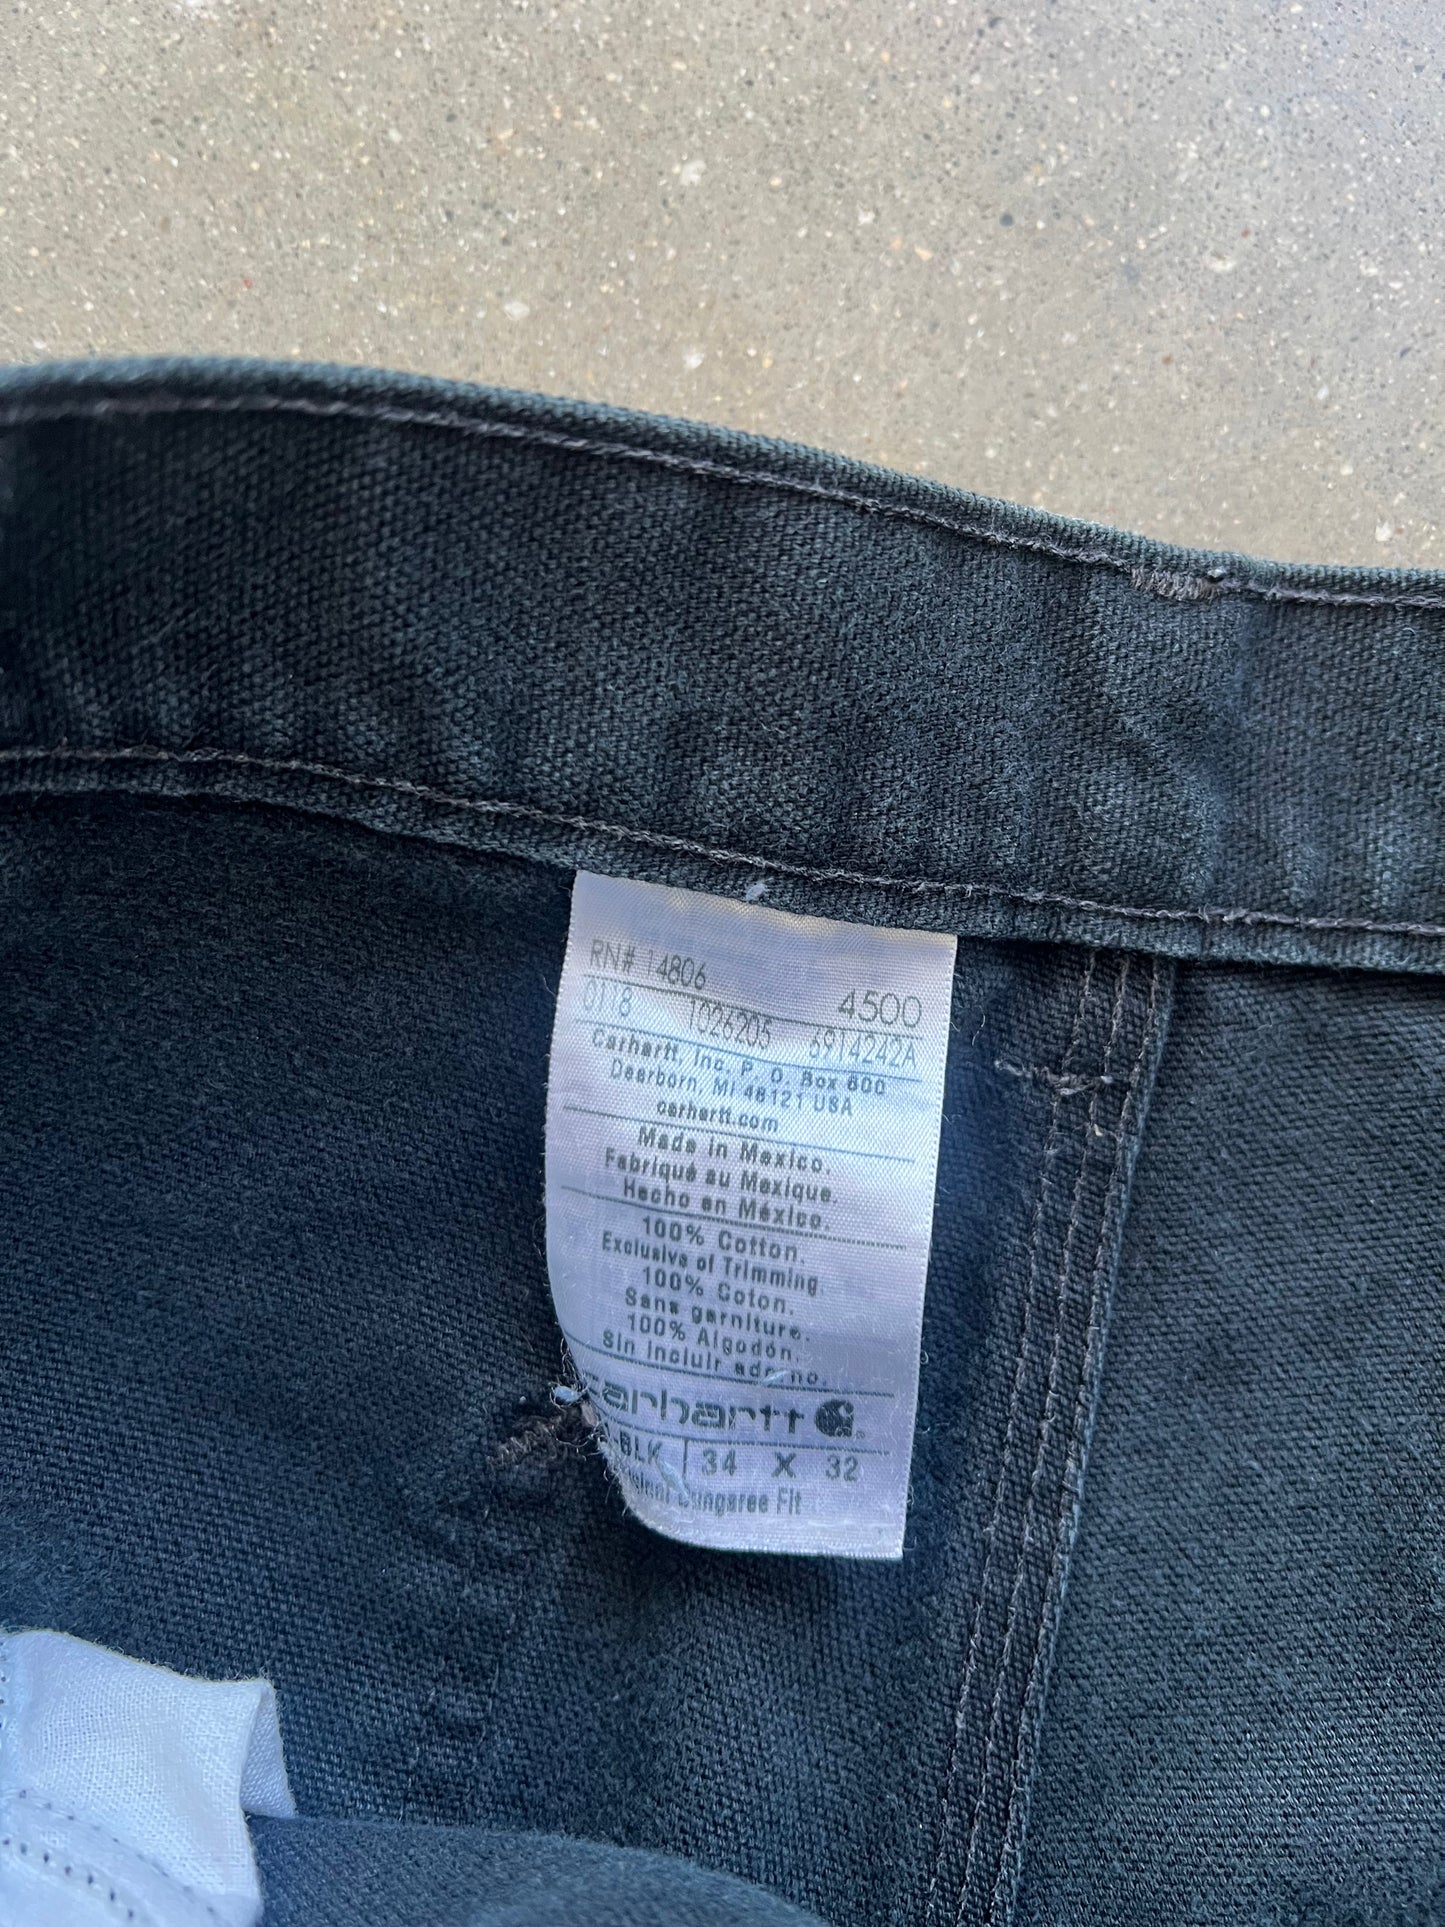 RN# 14806 4500
0118 1026205 6914242A
Carhartt, Inc. P. O. Box 600
Dearborn, MI 48121 USA
carhartt.com
Made in Mexico.
Fabriqué au Mexique.
Hecho en México.
100% Cotton.
Exclusive of Trimming.
100% Coton.
Sans garniture.
100% Algodón.
Sin incluir adorno.
carhartt
-BLK 34 X 32
Dungaree Fit